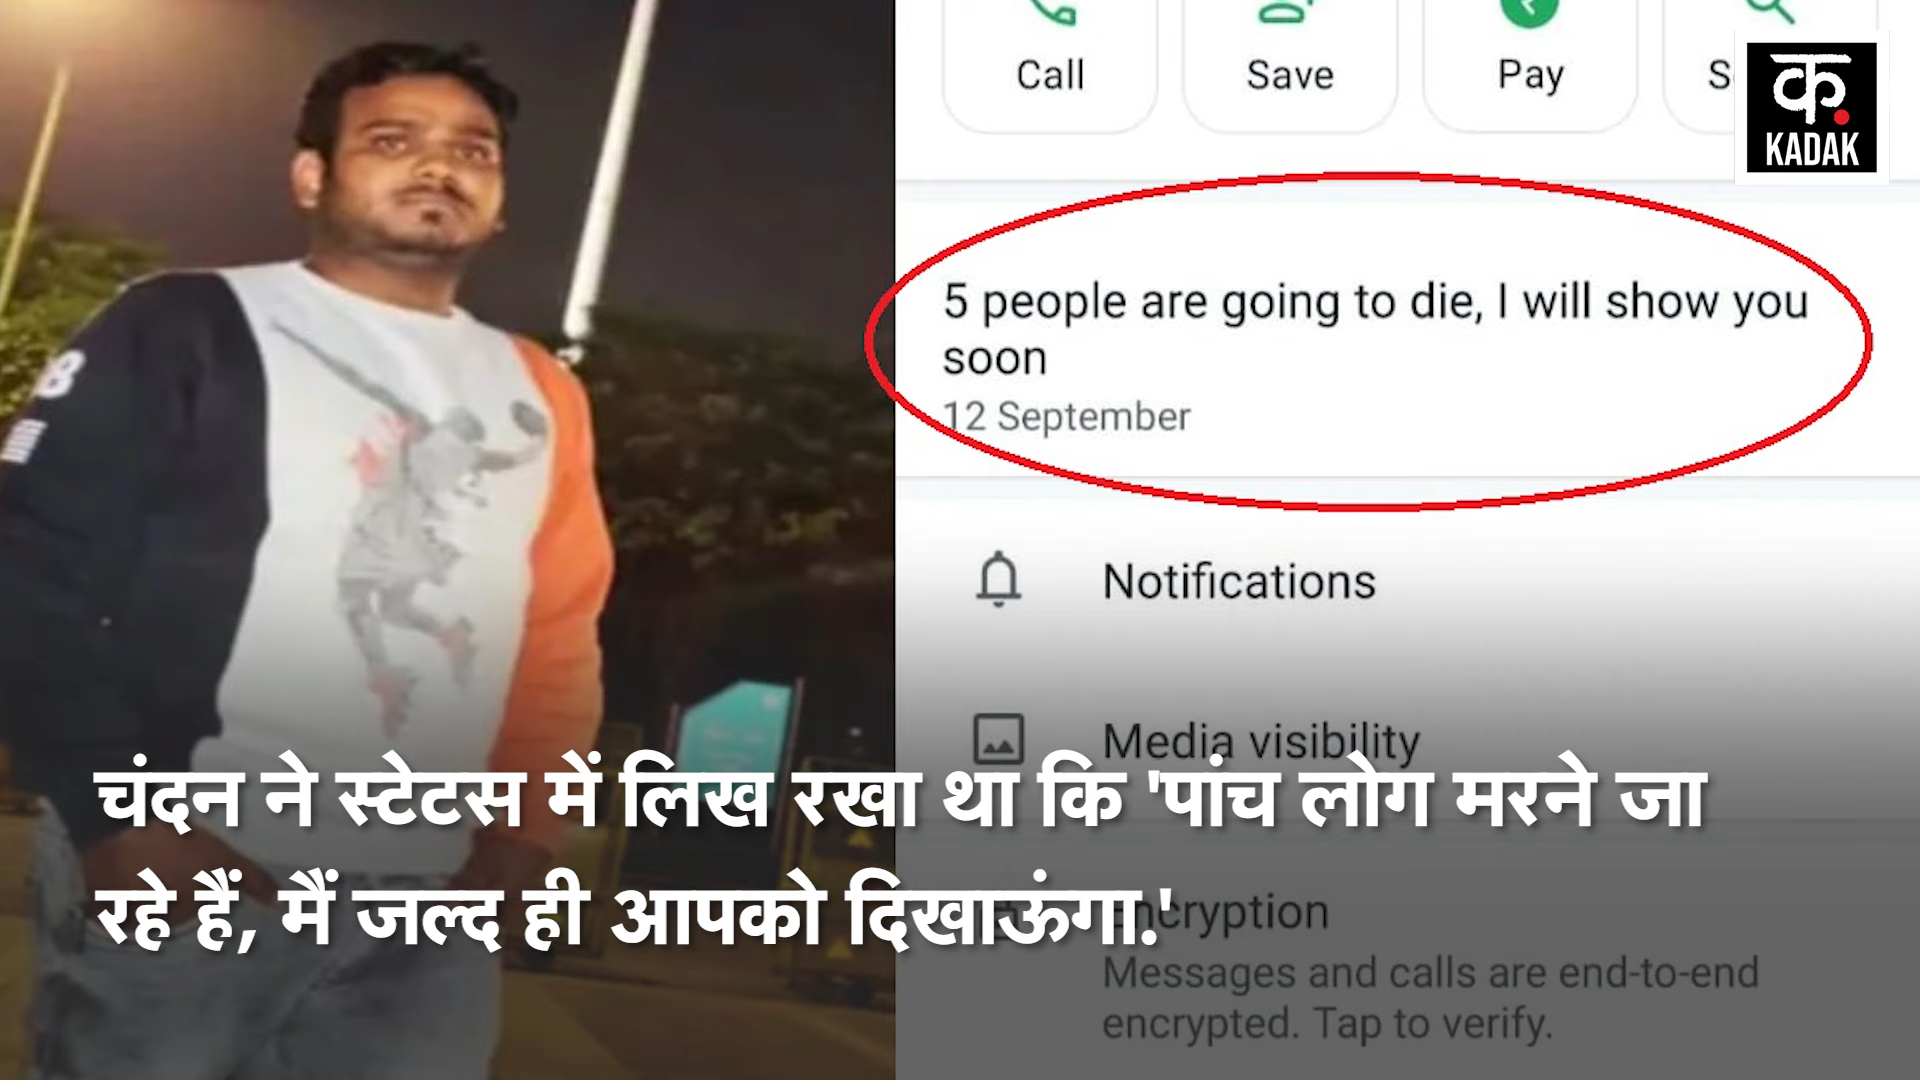 Call
Save
Pay
S
क.
KADAK
5 people are going to die, I will show you
soon
12 September
Notifications
Media visibility
चंदन ने स्टेटस में लिख रखा था कि 'पांच लोग मरने जा
रहे हैं, मैं जल्द ही आपको दिखाऊंगा.'
Messages and calls are end-to-end
encrypted. Tap to verify.